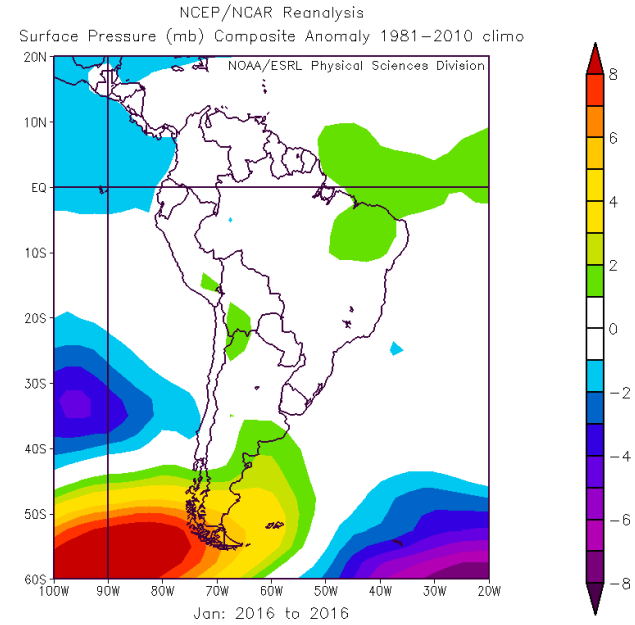 NCEP/NCAR Reanalysis
Surface Pressure (mb) Composite Anomaly 1981-2010 climo
NOAA/ESRL Physical Sciences Division
20N
10N
EQ
10S
20S
30S
40S
50S
60S
100W
90W
80W
70W
60W
50W
40W
30W
20W
Jan: 2016 to 2016
8
6
4
2
0
-2
-4
-6
-8